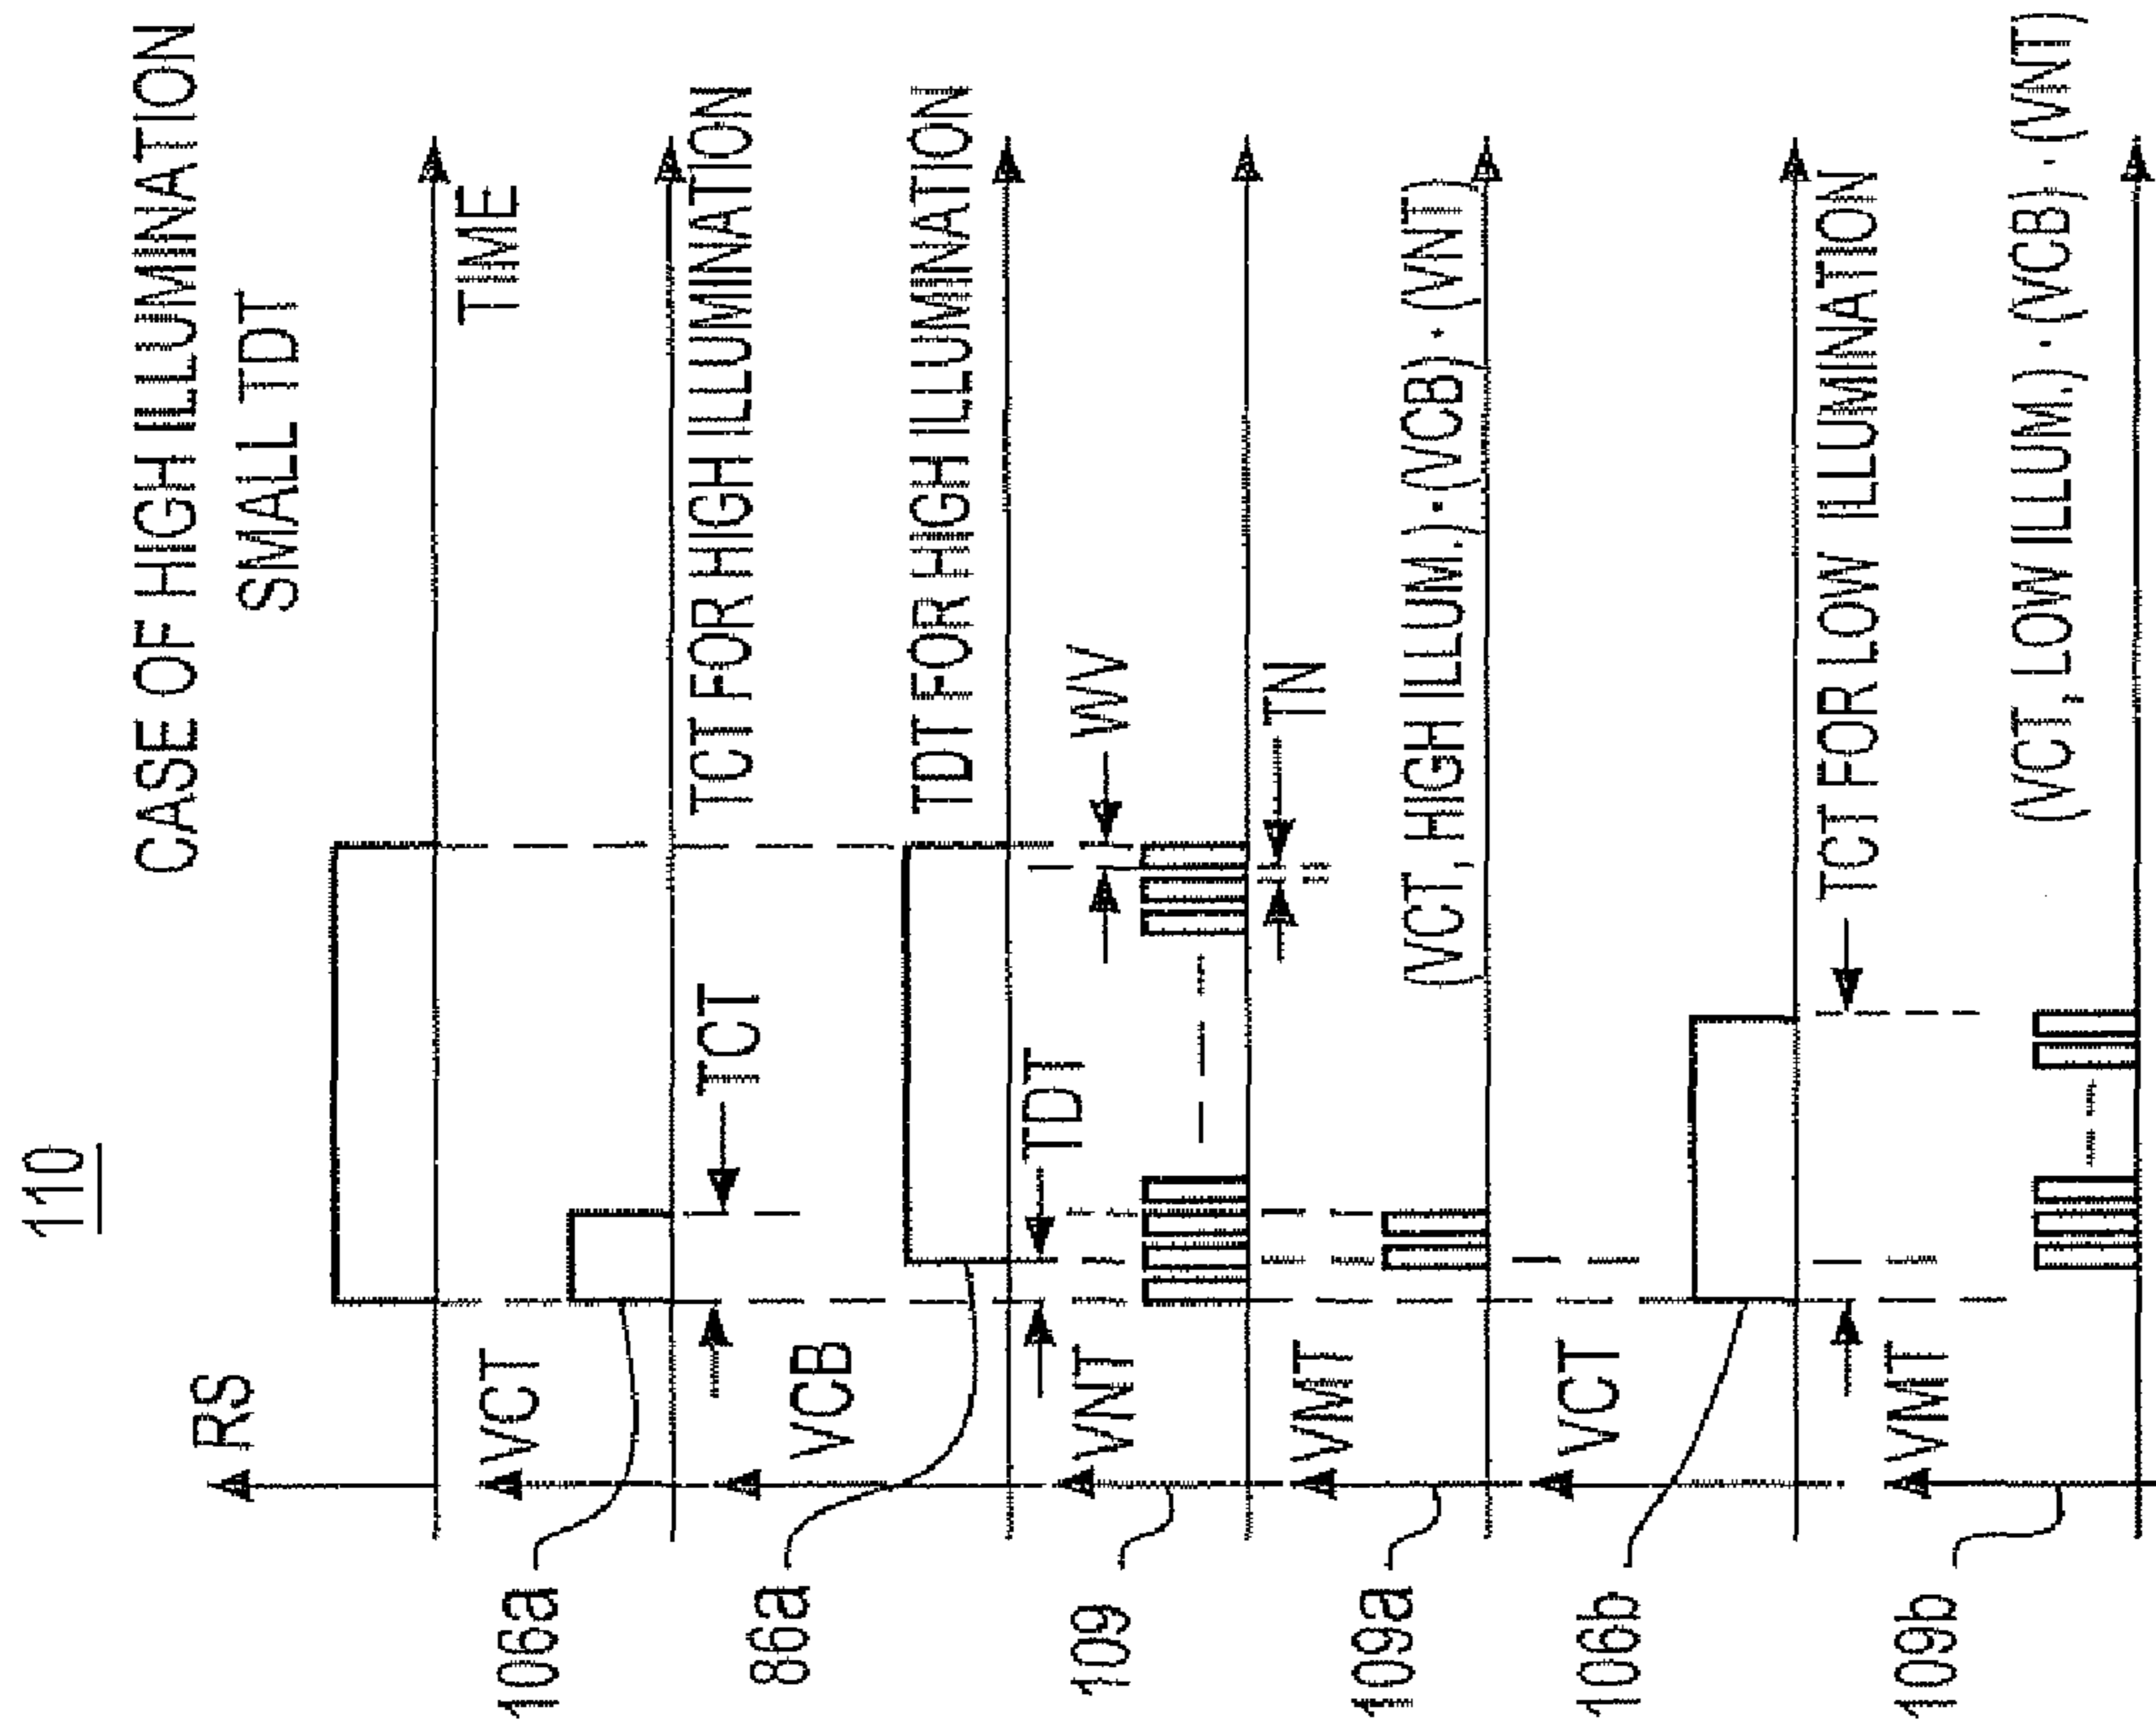 110
CASE OF HIGH ILLUMINATION
SMALL TDT
RS
TIME
106a
VCT
TCT
TCT FOR HIGH ILLUMINATION
86a
VCB
TDT
TDT FOR HIGH ILLUMINATION
109
VNT
WV
TN
109a
VMT
(VCT, HIGH ILLUM.) · (VCB) · (VNT)
106b
VCT
TCT FOR LOW ILLUMINATION
109b
VMT
(VCT, LOW ILLUM.) · (VCB) · (VNT)